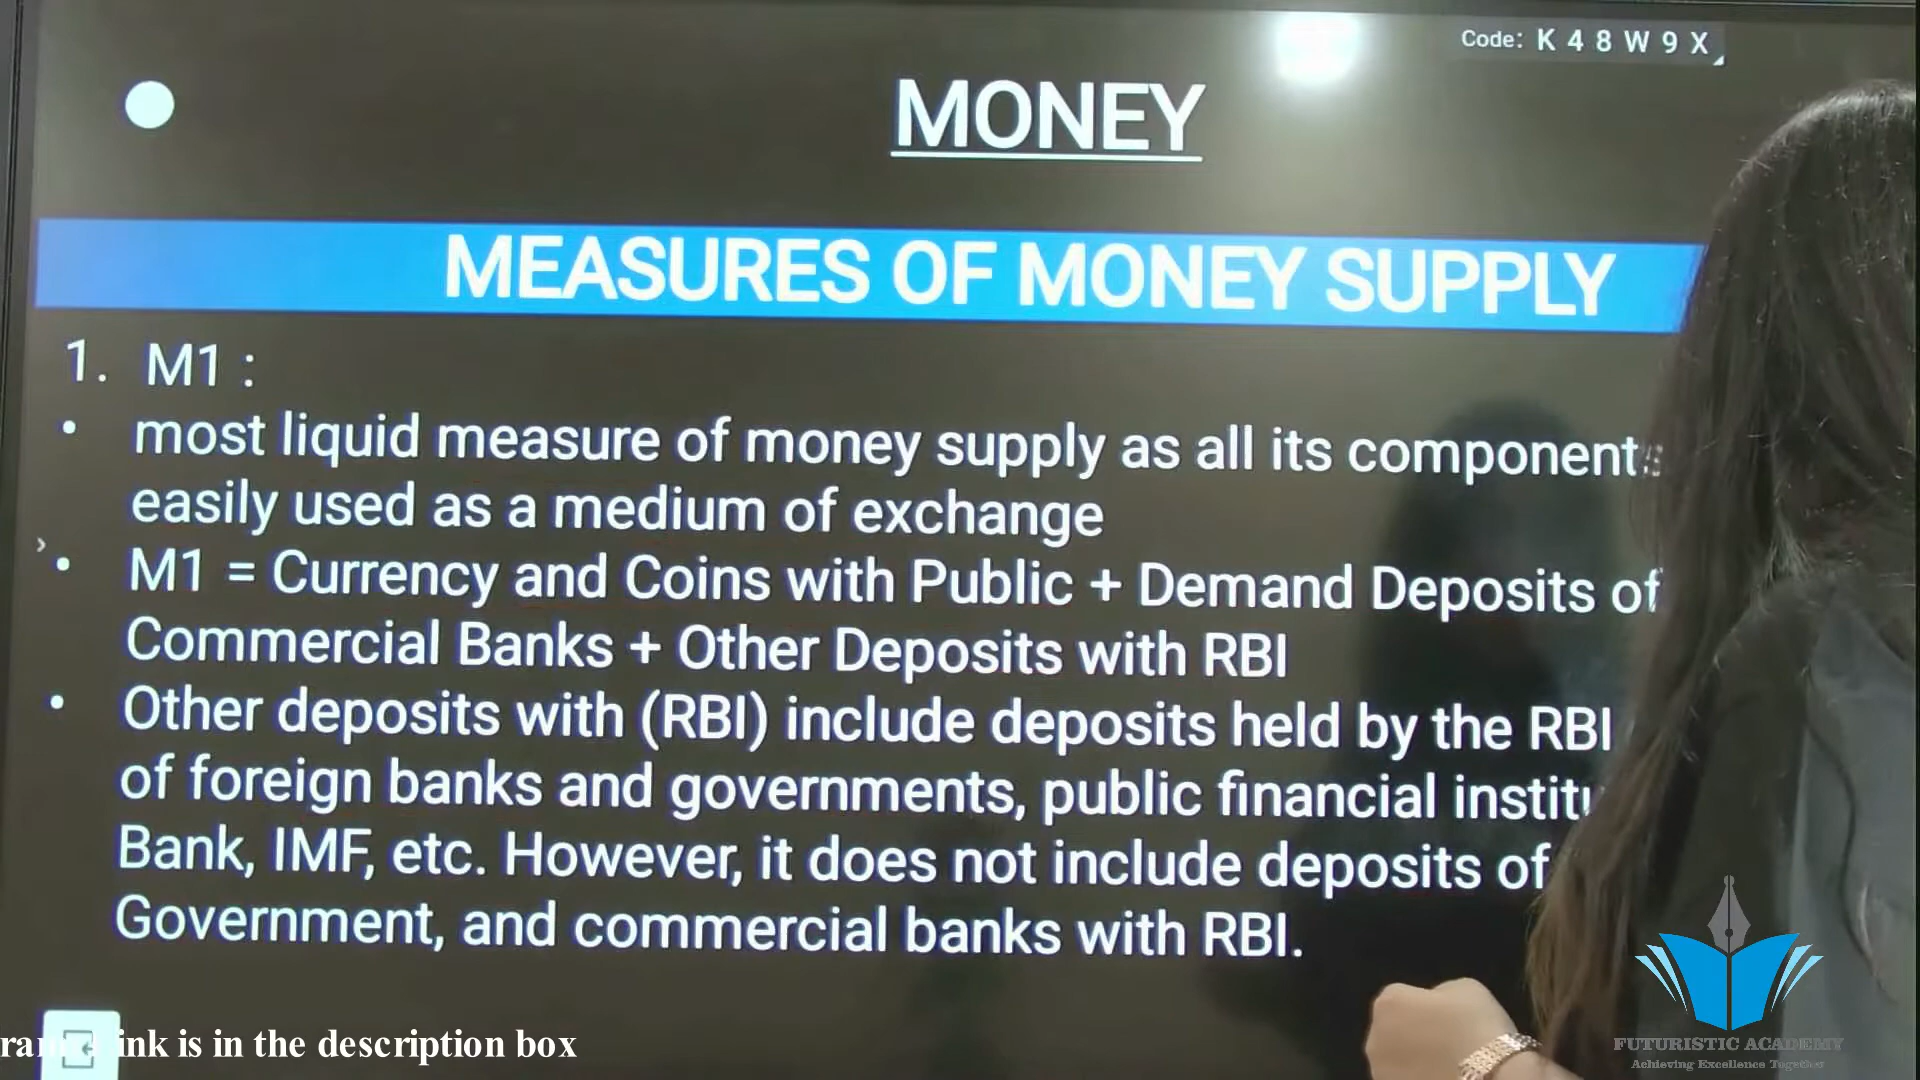 Code: K 4 8 W 9 X
MONEY
MEASURES OF MONEY SUPPLY
1. M1 :
• most liquid measure of money supply as all its component
easily used as a medium of exchange
• M1 = Currency and Coins with Public + Demand Deposits of
Commercial Banks + Other Deposits with RBI
• Other deposits with (RBI) include deposits held by the RBI
of foreign banks and governments, public financial
Bank, IMF, etc. However, it does not include deposits of
Government, and commercial banks with RBI.
is in the description box
FUTURISTIC ACADEMY
Achieving Excellence Together